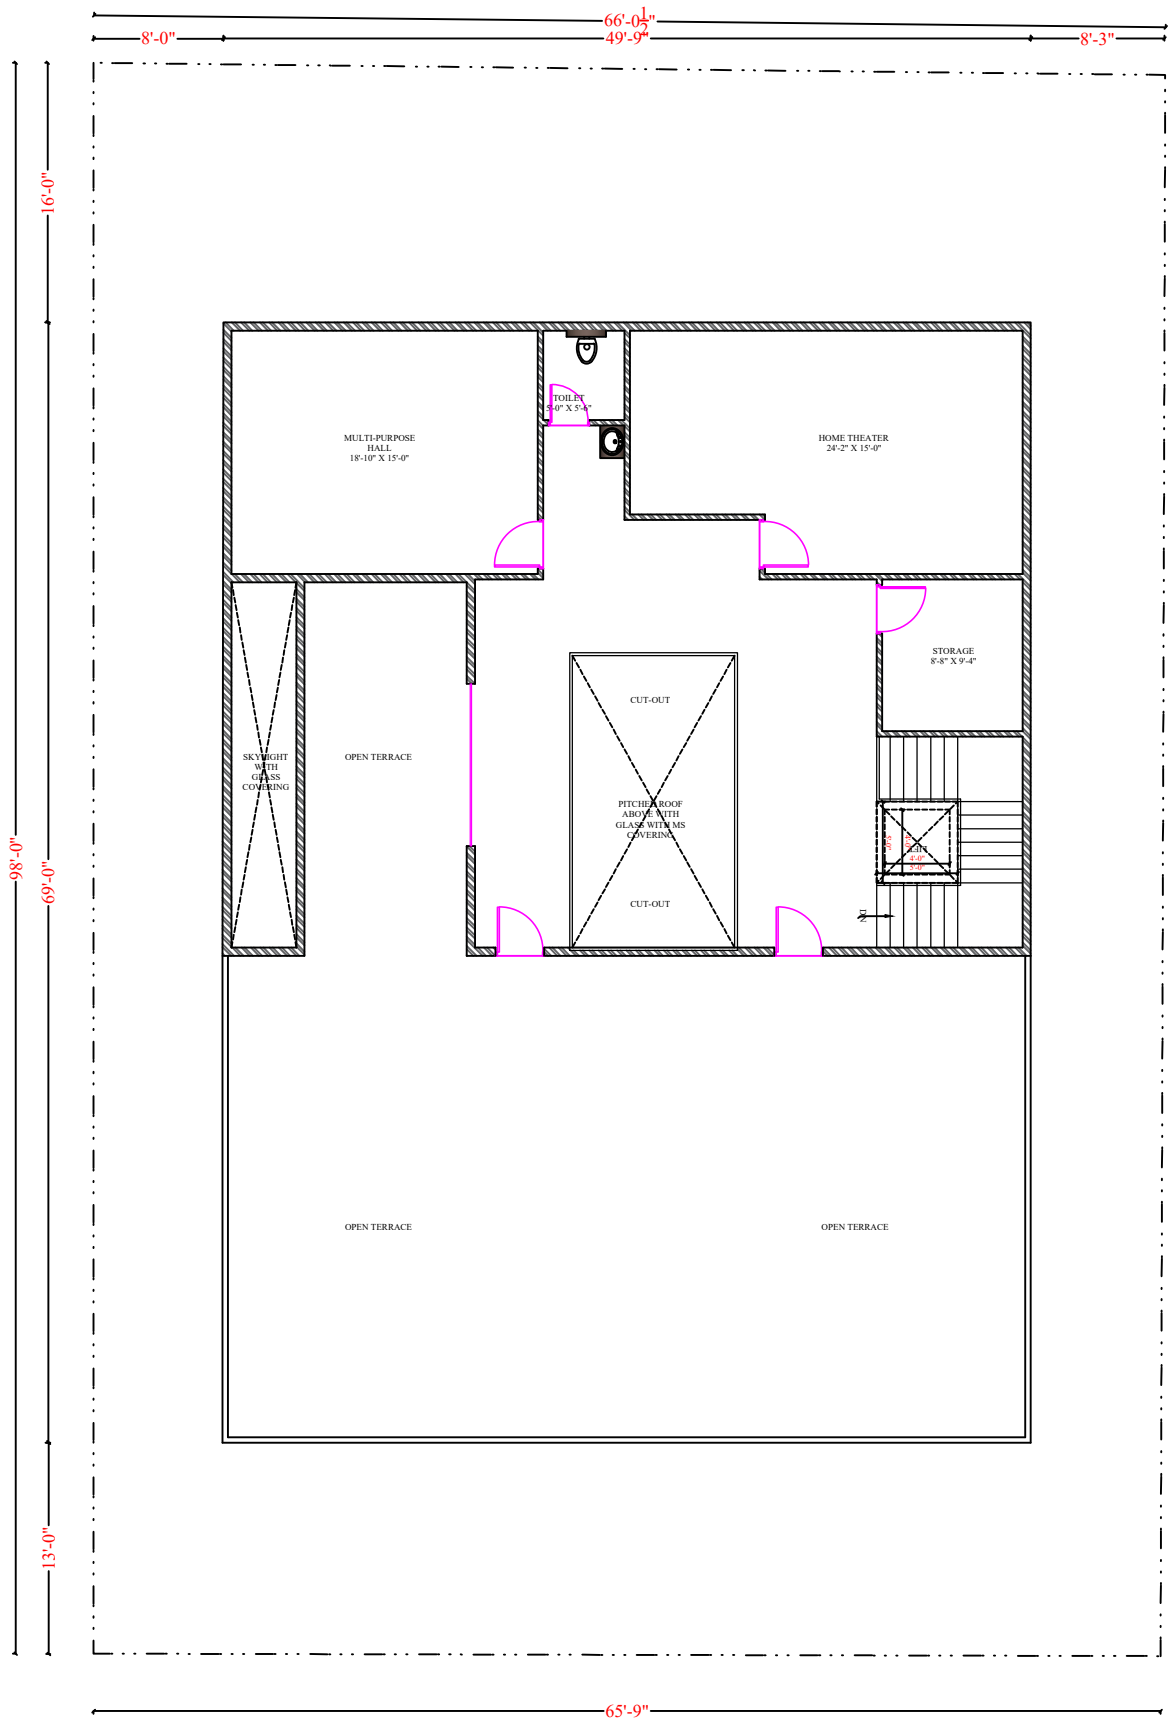 66'-0 1/2"
8'-0"
49'-9"
8'-3"
16'-0"
TOILET
5'-0" X 5'-6"
MULTI-PURPOSE
HALL
18'-10" X 15'-0"
HOME THEATER
24'-2" X 15'-0"
STORAGE
8'-8" X 9'-4"
CUT-OUT
SKYLIGHT
WITH
GLASS
COVERING
OPEN TERRACE
PITCHED ROOF
ABOVE WITH
GLASS WITH MS
COVERING
LIFT
4'-0"
5'-0"
98'-0"
69'-0"
CUT-OUT
DN
OPEN TERRACE
OPEN TERRACE
13'-0"
65'-9"